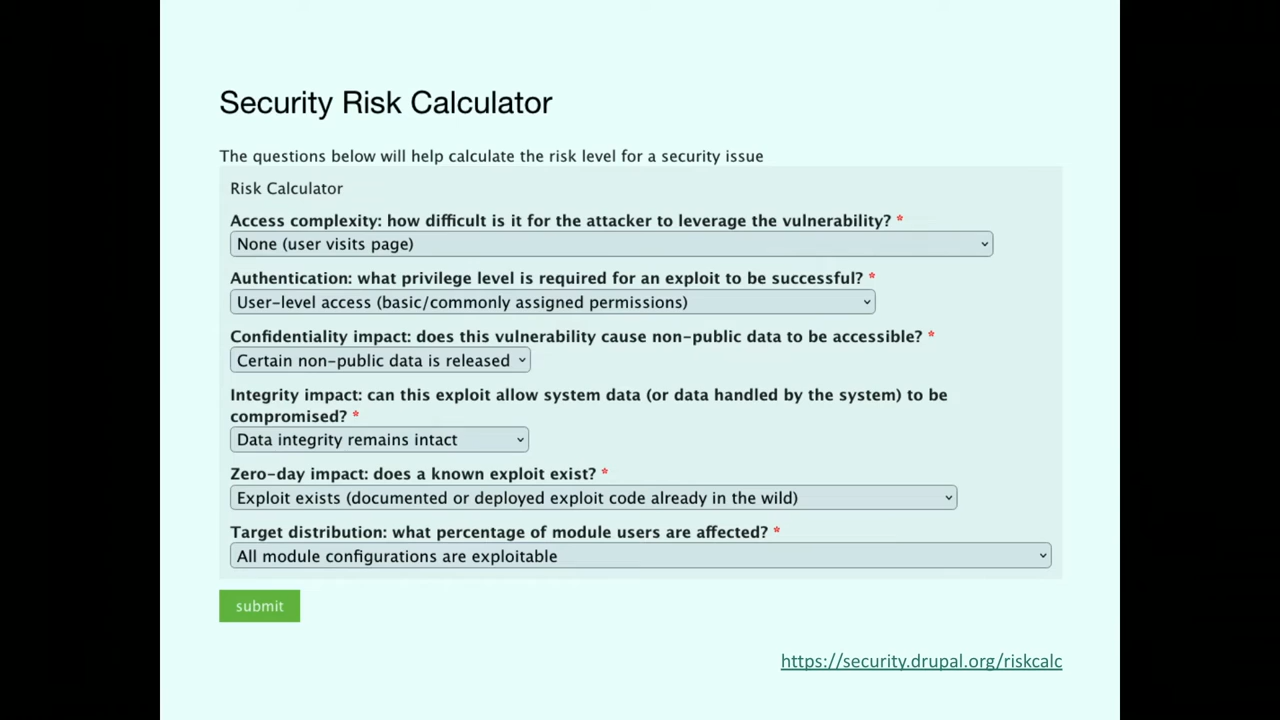 Security Risk Calculator
The questions below will help calculate the risk level for a security issue
Risk Calculator
Access complexity: how difficult is it for the attacker to leverage the vulnerability? *
None (user visits page)
Authentication: what privilege level is required for an exploit to be successful? *
User-level access (basic/commonly assigned permissions)
Confidentiality impact: does this vulnerability cause non-public data to be accessible? *
Certain non-public data is released
Integrity impact: can this exploit allow system data (or data handled by the system) to be
compromised? *
Data integrity remains intact
Zero-day impact: does a known exploit exist? *
Exploit exists (documented or deployed exploit code already in the wild)
Target distribution: what percentage of module users are affected? *
All module configurations are exploitable
submit
https://security.drupal.org/riskcalc